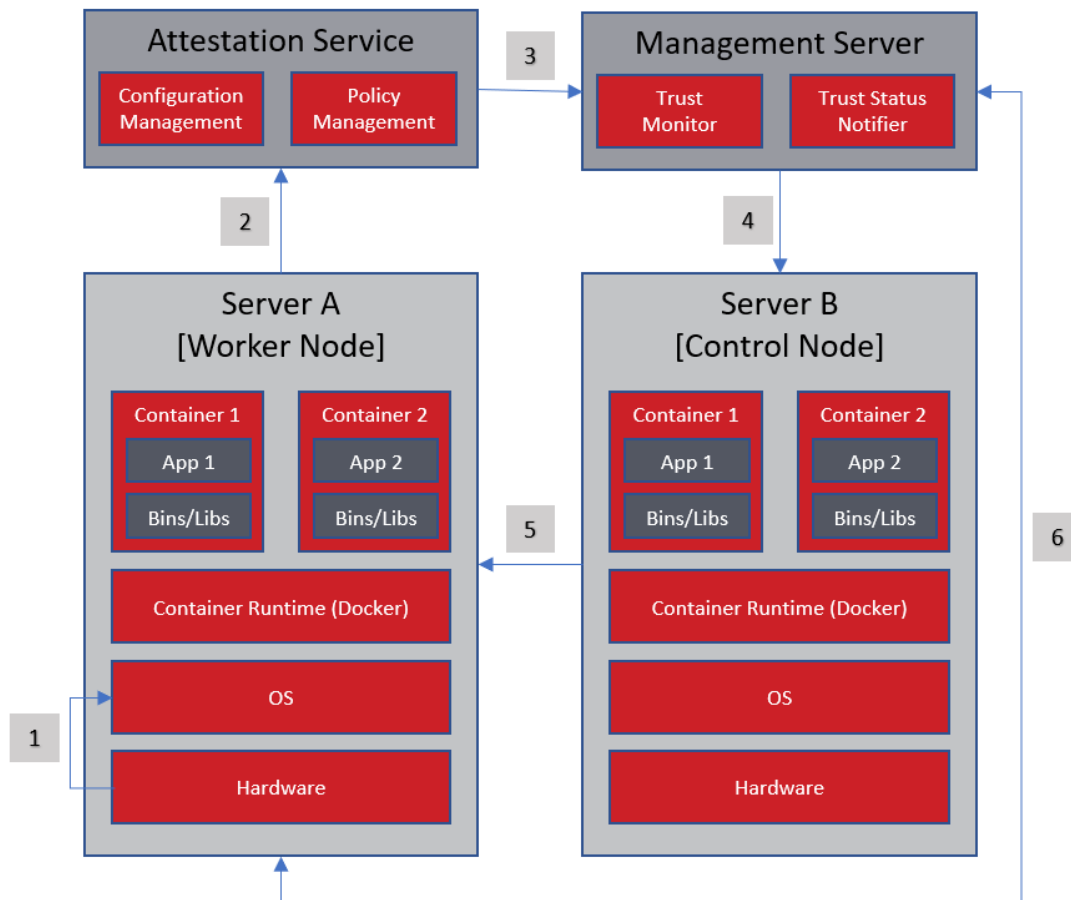 Attestation Service
Configuration
Management
Policy
Management
3
Management Server
Trust
Monitor
Trust Status
Notifier
2
4
Server A
[Worker Node]
Container 1
App 1
Bins/Libs
Container 2
App 2
Bins/Libs
Container Runtime (Docker)
OS
Hardware
1
5
Server B
[Control Node]
Container 1
App 1
Bins/Libs
Container 2
App 2
Bins/Libs
Container Runtime (Docker)
OS
Hardware
6